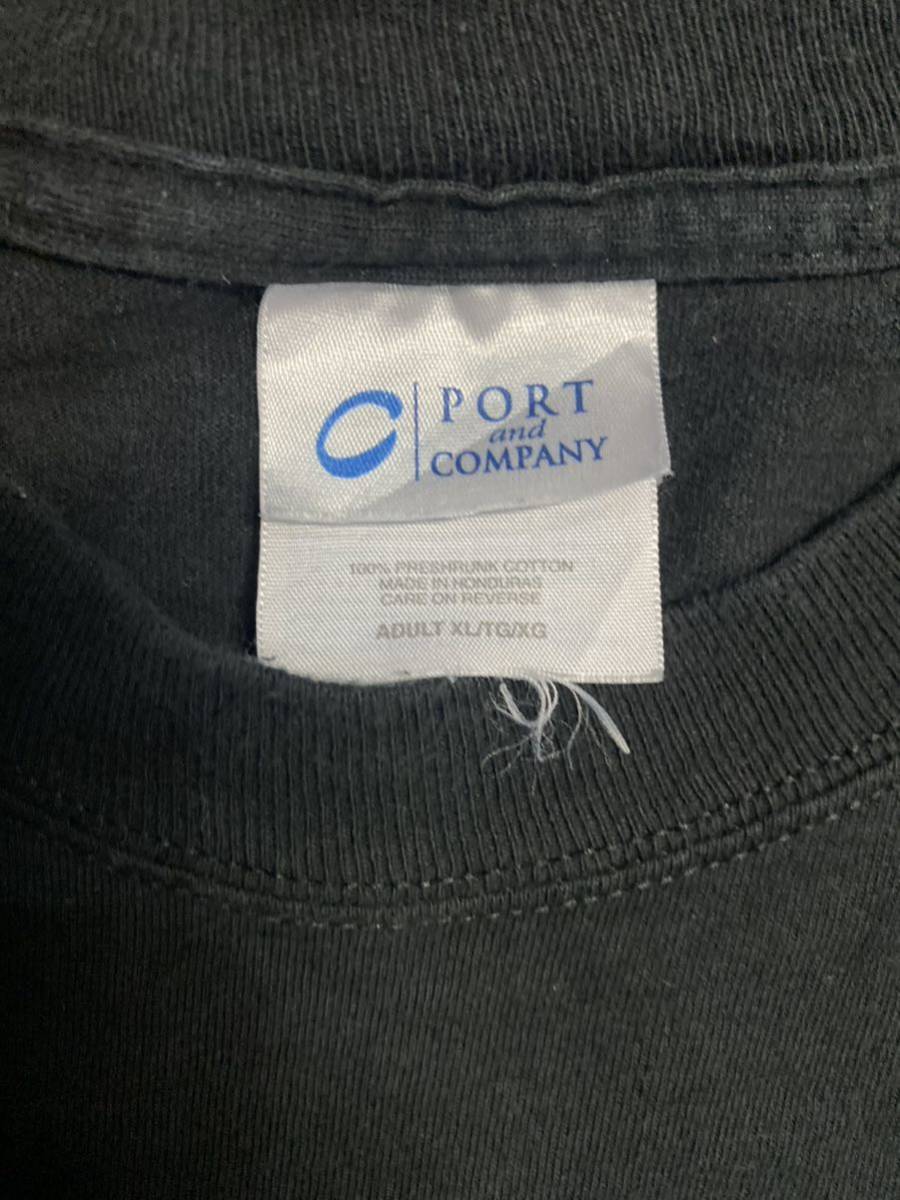 PORT
and
COMPANY
100% PRESHRUNK COTTON
MADE IN HONDURAS
CARE ON REVERSE
ADULT XL/TG/XG